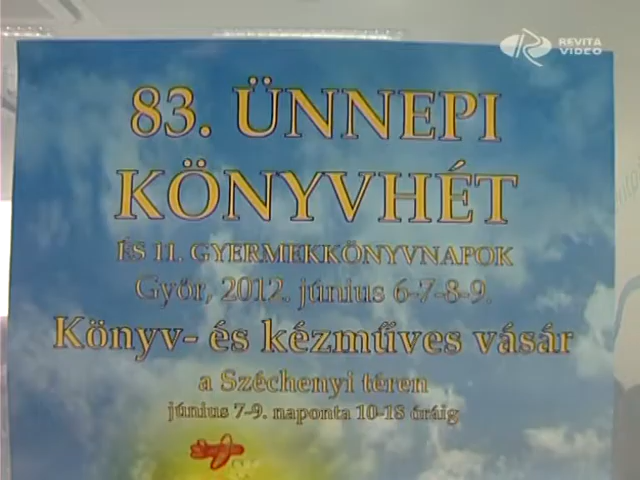 REVITA
VIDEO
83. ÜNNEPI
KÖNYVHÉT
ÉS 11. GYERMEKKÖNYVNAPOK
Győr, 2012. június 6-7-8-9.
Könyv- és kézműves vásár
a Széchenyi téren
június 7-9. naponta 10-18 óráig